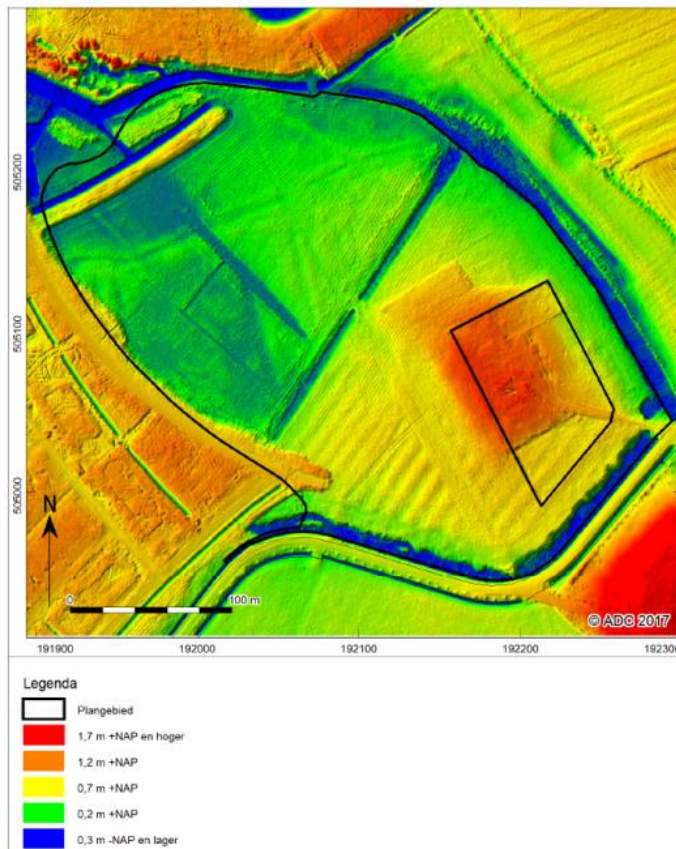 505200
505100
505000
N
0
100 m
© ADC 2017
191900
192000
192100
192200
192300
Legenda
Plangebied
1,7 m +NAP en hoger
1,2 m +NAP
0,7 m +NAP
0,2 m +NAP
0,3 m -NAP en lager